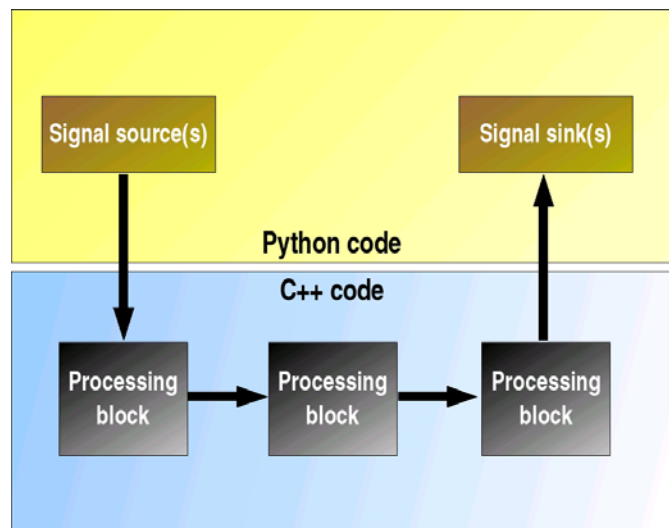 Signal source(s)
Signal sink(s)
Python code
C++ code
Processing
block
Processing
block
Processing
block